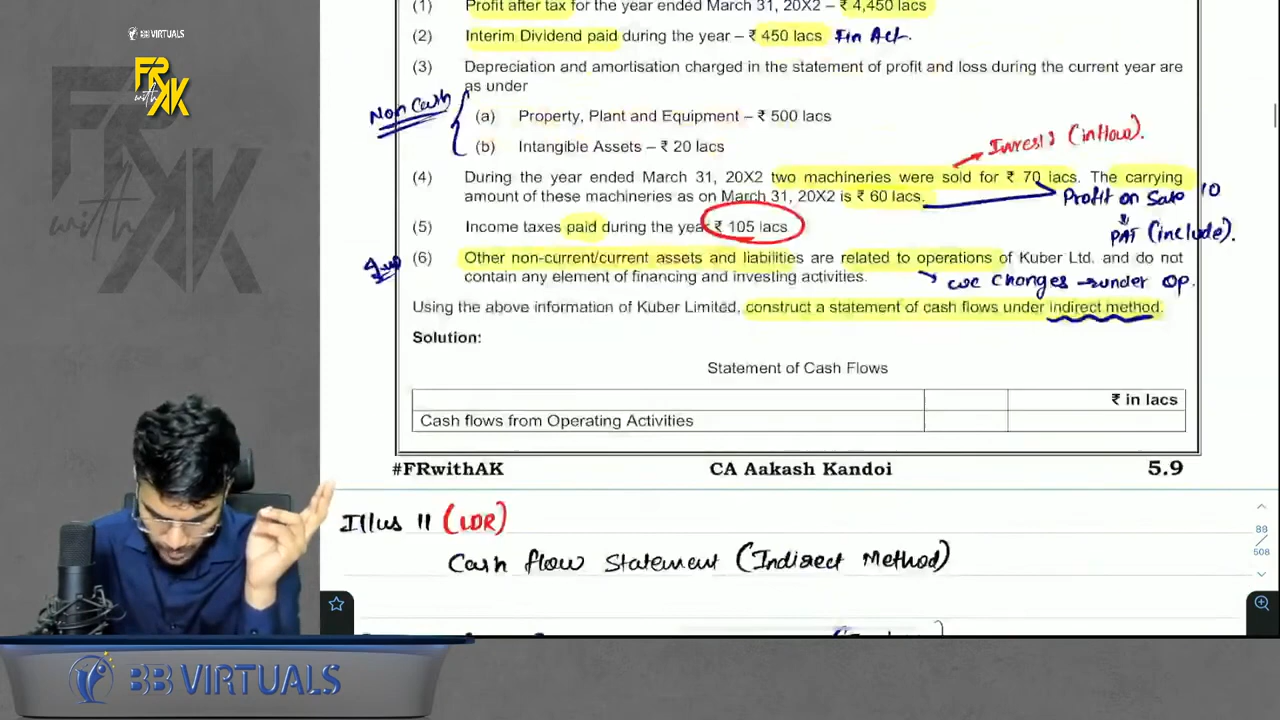 BB VIRTUALS
FR
with
AK
FR
with
AK
(1) Profit after tax for the year ended March 31, 20X2 – ₹ 4,450 lacs
(2) Interim Dividend paid during the year – ₹ 450 lacs Fin Act.
(3) Depreciation and amortisation charged in the statement of profit and loss during the current year are
as under
Non Cash
(a) Property, Plant and Equipment – ₹ 500 lacs
(b) Intangible Assets – ₹ 20 lacs
Invest: (inflow).
(4) During the year ended March 31, 20X2 two machineries were sold for ₹ 70 lacs. The carrying
amount of these machineries as on March 31, 20X2 is ₹ 60 lacs.
Profit on Sale 10
PAT (include).
(5) Income taxes paid during the year ₹ 105 lacs
(6) Other non-current/current assets and liabilities are related to operations of Kuber Ltd. and do not
contain any element of financing and investing activities.
WC Changes → under Op.
Using the above information of Kuber Limited, construct a statement of cash flows under indirect method.
Solution:
Statement of Cash Flows
₹ in lacs
Cash flows from Operating Activities
#FRwithAK CA Aakash Kandoi 5.9
Illus 11 (LDR)
Cash flow Statement (Indirect Method)
88
/
508
BB VIRTUALS